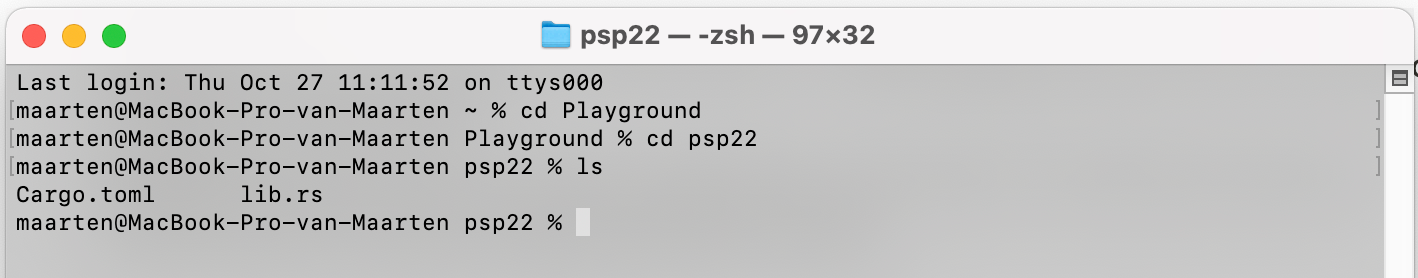 psp22 — -zsh — 97×32
Last login: Thu Oct 27 11:11:52 on ttys000
[maarten@MacBook-Pro-van-Maarten ~ % cd Playground ]
[maarten@MacBook-Pro-van-Maarten Playground % cd psp22 ]
[maarten@MacBook-Pro-van-Maarten psp22 % ls ]
Cargo.toml lib.rs
maarten@MacBook-Pro-van-Maarten psp22 %